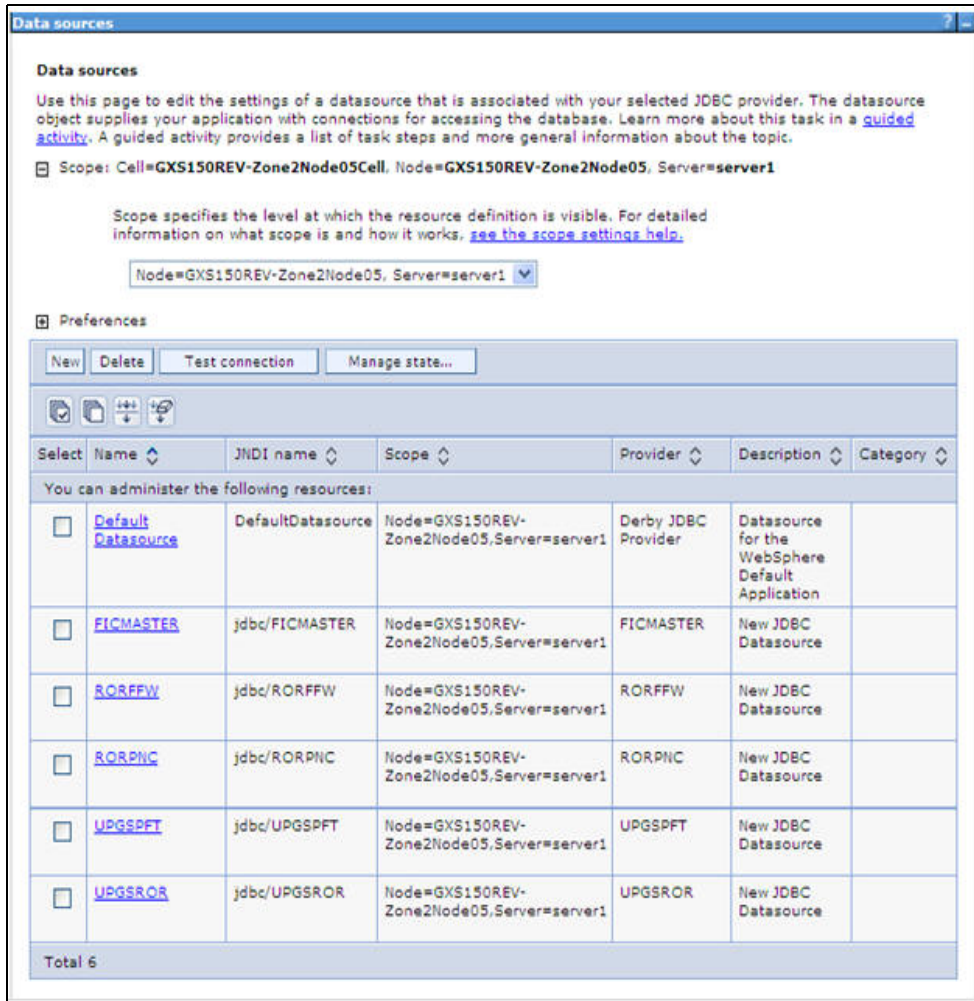 Data sources
?
Data sources
Use this page to edit the settings of a datasource that is associated with your selected JDBC provider. The datasource
object supplies your application with connections for accessing the database. Learn more about this task in a guided
activity. A guided activity provides a list of task steps and more general information about the topic.
Scope: Cell=GXS150REV-Zone2Node05Cell, Node=GXS150REV-Zone2Node05, Server=server1
Scope specifies the level at which the resource definition is visible. For detailed
information on what scope is and how it works, see the scope settings help.
Node=GXS150REV-Zone2Node05, Server=server1
Preferences
New Delete Test connection Manage state...
Select Name JNDI name Scope Provider Description Category
You can administer the following resources:
Default DefaultDatasource Node=GXS150REV- Derby JDBC Datasource
Datasource Zone2Node05,Server=server1 Provider for the
WebSphere
Default
Application
FICMASTER jdbc/FICMASTER Node=GXS150REV- FICMASTER New JDBC
Zone2Node05,Server=server1 Datasource
RORFFW jdbc/RORFFW Node=GXS150REV- RORFFW New JDBC
Zone2Node05,Server=server1 Datasource
RORPNC jdbc/RORPNC Node=GXS150REV- RORPNC New JDBC
Zone2Node05,Server=server1 Datasource
UPGSPFT jdbc/UPGSPFT Node=GXS150REV- UPGSPFT New JDBC
Zone2Node05,Server=server1 Datasource
UPGSROR jdbc/UPGSROR Node=GXS150REV- UPGSROR New JDBC
Zone2Node05,Server=server1 Datasource
Total 6